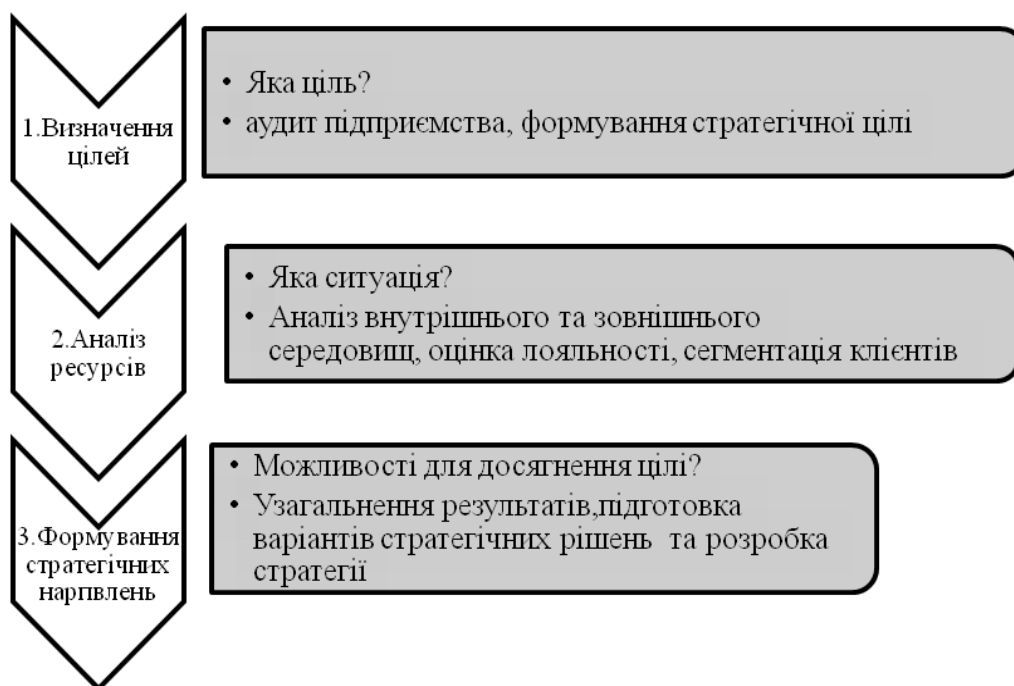 1.Визначення
цілей
• Яка ціль?
• аудит підприємства, формування стратегічної цілі
2.Аналіз
ресурсів
• Яка ситуація?
• Аналіз внутрішнього та зовнішнього
середовищ, оцінка лояльності, сегментація клієнтів
3.Формування
стратегічних
нарпвлень
• Можливості для досягнення цілі?
• Узагальнення результатів,підготовка
варіантів стратегічних рішень та розробка
стратегії